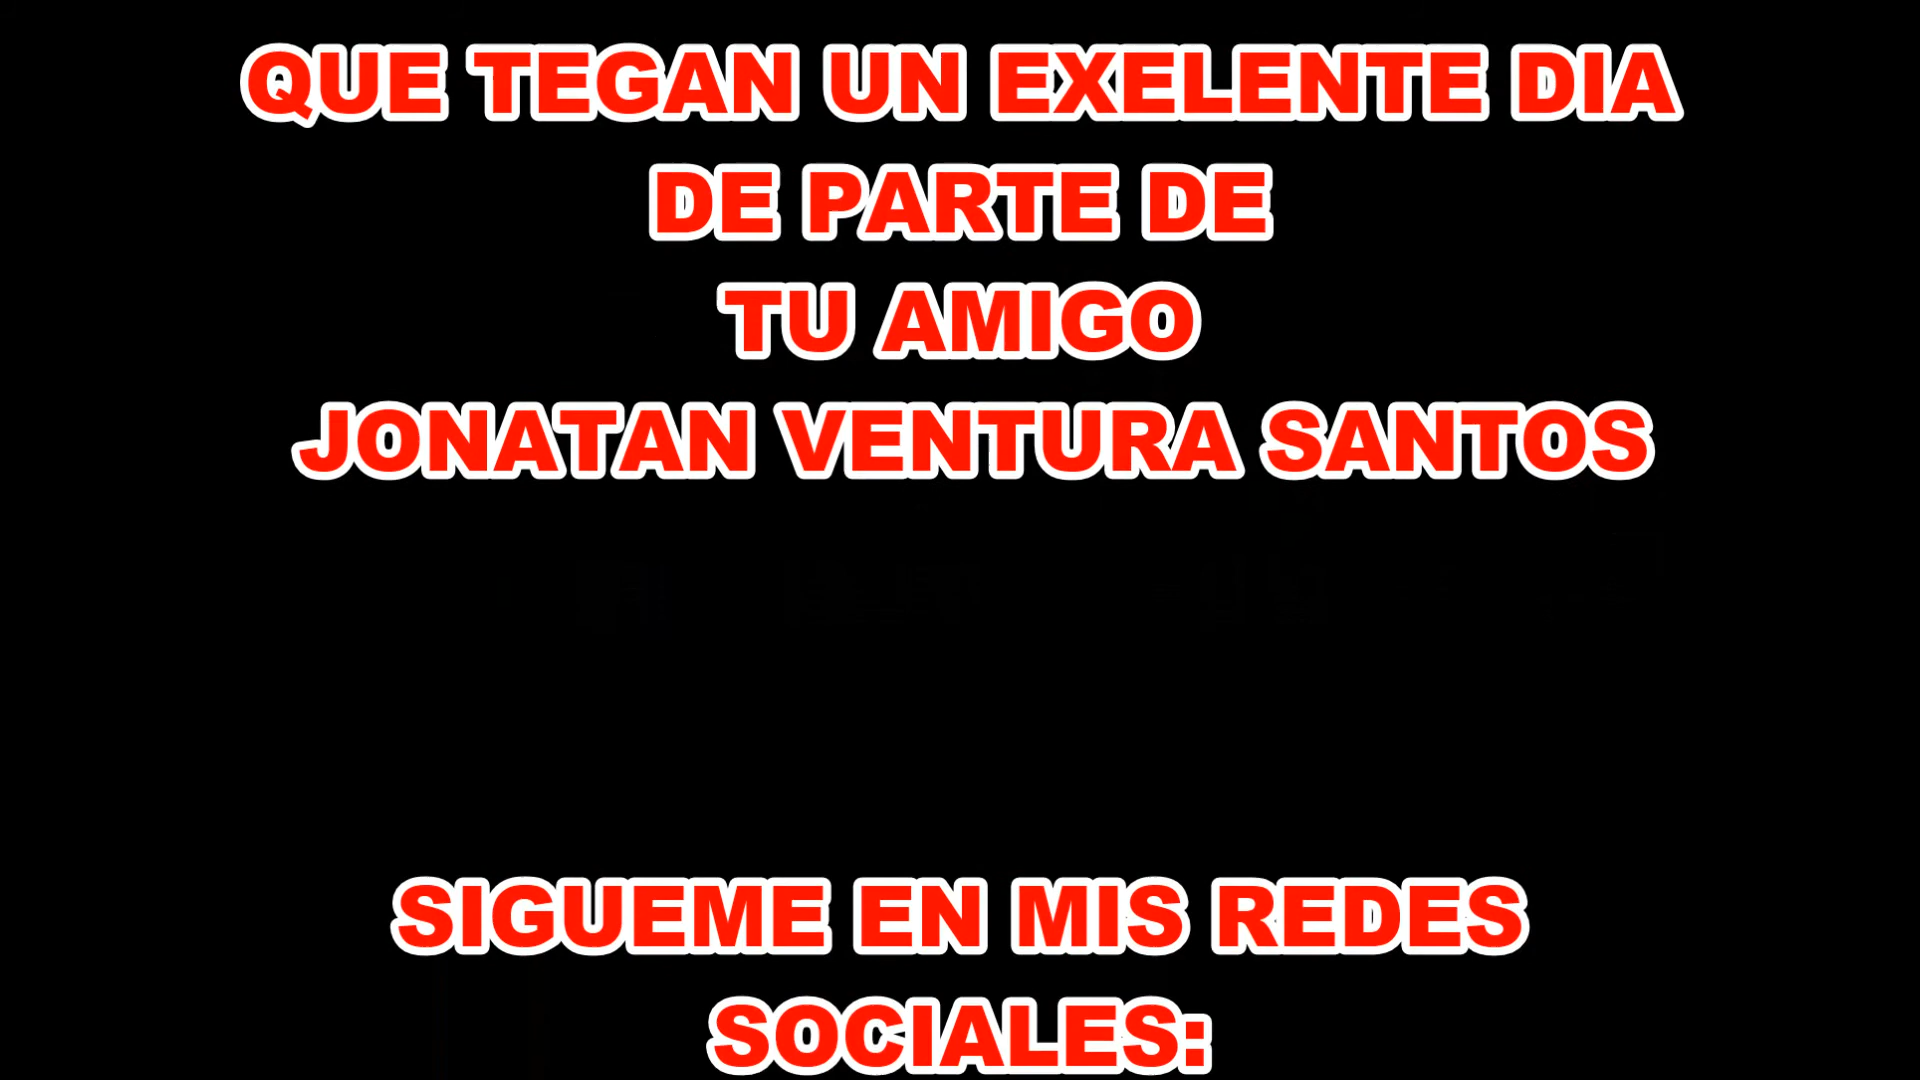 QUE TEGAN UN EXELENTE DIA
DE PARTE DE
TU AMIGO
JONATAN VENTURA SANTOS
SIGUEME EN MIS REDES
SOCIALES: